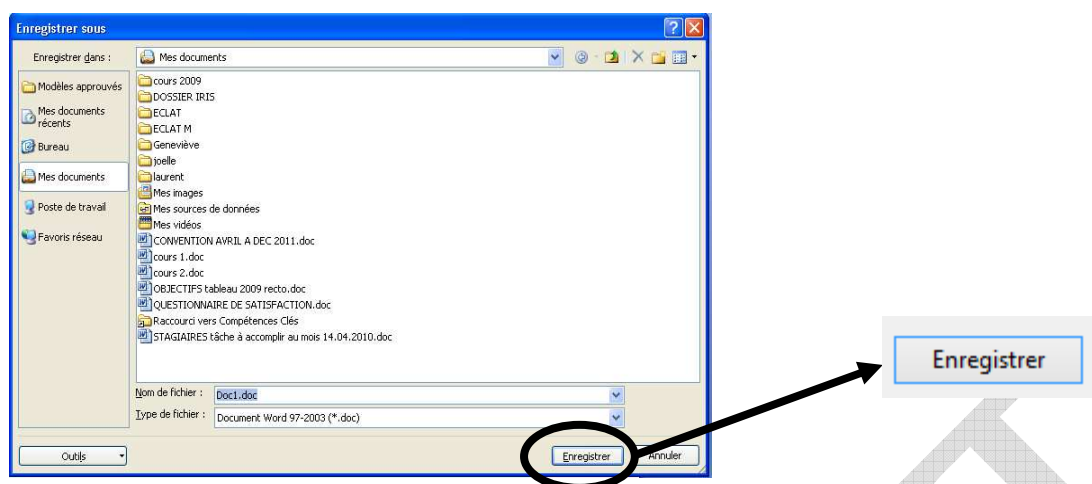 Enregistrer sous
Enregistrer dans :
Mes documents
Modèles approuvés
Mes documents
récents
Bureau
Mes documents
Poste de travail
Favoris réseau
cours 2009
DOSSIER IRIS
ECLAT
ECLAT M
Geneviève
joelle
laurent
Mes images
Mes sources de données
Mes vidéos
CONVENTION AVRIL A DEC 2011.doc
cours 1.doc
cours 2.doc
OBJECTIFS tableau 2009 recto.doc
QUESTIONNAIRE DE SATISFACTION.doc
Raccourci vers Compétences Clés
STAGIAIRES tâche à accomplir au mois 14.04.2010.doc
Nom de fichier :
Doc1.doc
Type de fichier :
Document Word 97-2003 (*.doc)
Outils
Enregistrer
Annuler
Enregistrer